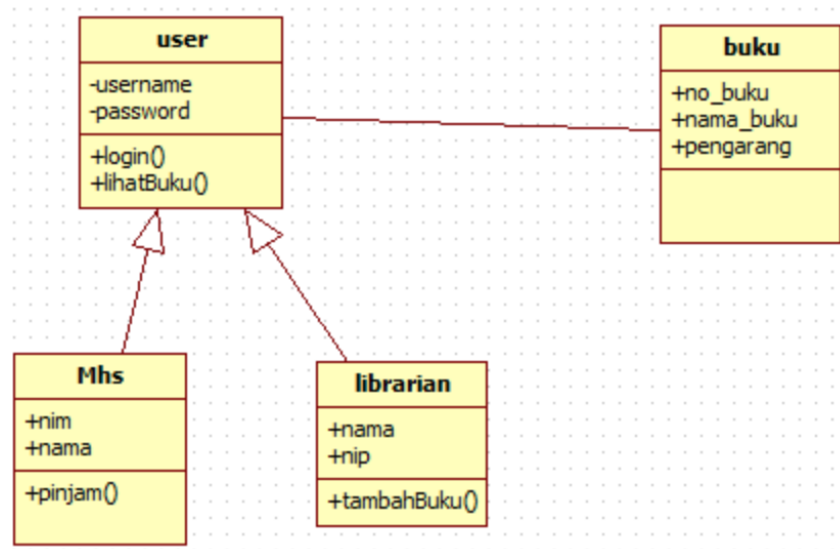 user
-username
-password
+login()
+lihatBuku()
buku
+no_buku
+nama_buku
+pengarang
Mhs
+nim
+nama
+pinjam()
librarian
+nama
+nip
+tambahBuku()